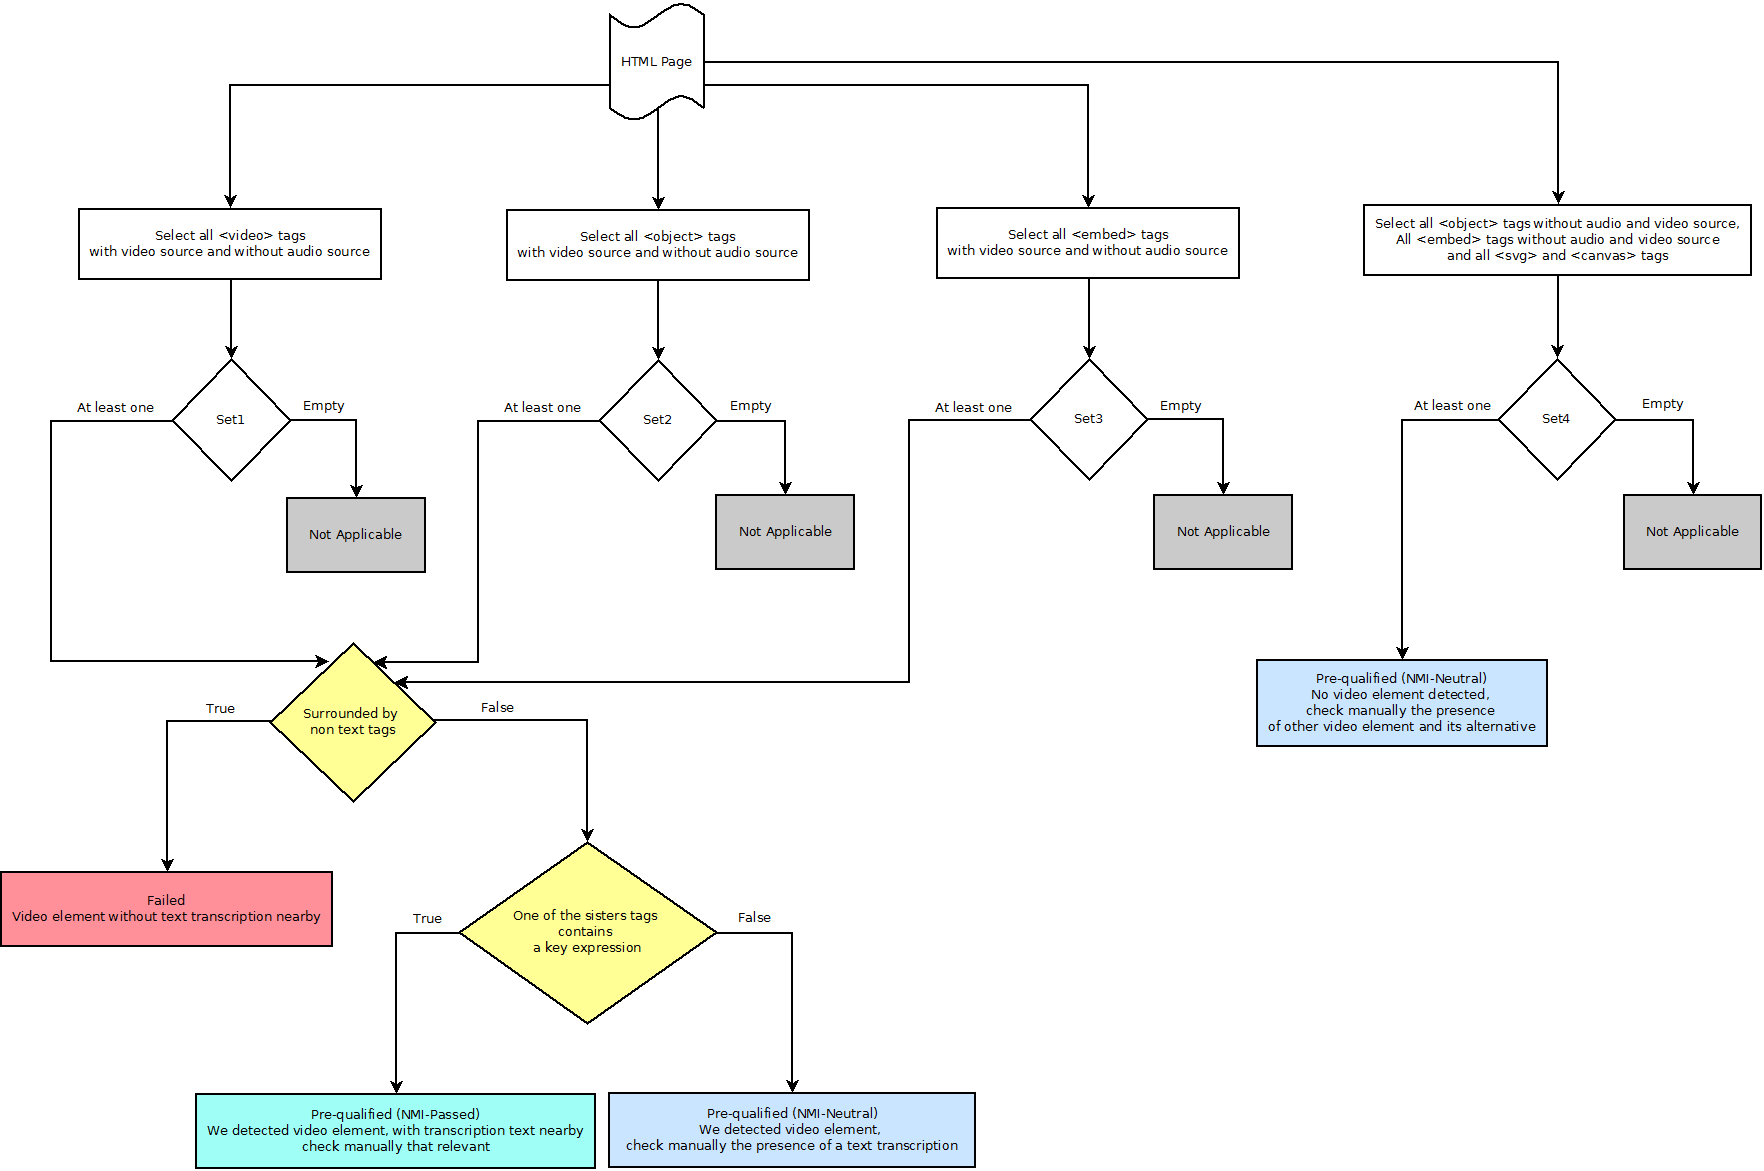 HTML Page
Select all <video> tags
with video source and without audio source
Select all <object> tags
with video source and without audio source
Select all <embed> tags
with video source and without audio source
Select all <object> tags without audio and video source,
All <embed> tags without audio and video source
and all <svg> and <canvas> tags
At least one
Set1
Empty
At least one
Set2
Empty
At least one
Set3
Empty
At least one
Set4
Empty
Not Applicable
Not Applicable
Not Applicable
Not Applicable
Pre-qualified (NMI-Neutral)
No video element detected,
check manually the presence
of other video element and its alternative
True
Surrounded by
non text tags
False
Failed
Video element without text transcription nearby
True
One of the sisters tags
contains
a key expression
False
Pre-qualified (NMI-Passed)
We detected video element, with transcription text nearby
check manually that relevant
Pre-qualified (NMI-Neutral)
We detected video element,
check manually the presence of a text transcription